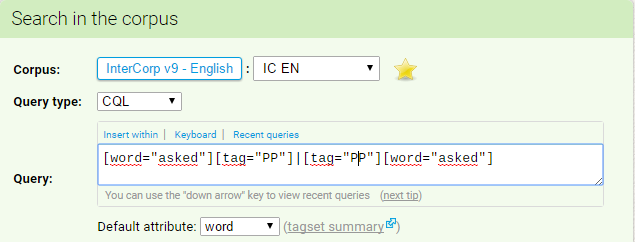 Search in the corpus
Corpus: InterCorp v9 - English : IC EN
Query type: CQL
Insert within | Keyboard | Recent queries
Query: [word="asked"][tag="PP"]|[tag="PP"][word="asked"]
You can use the "down arrow" key to view recent queries (next tip)
Default attribute: word (tagset summary)